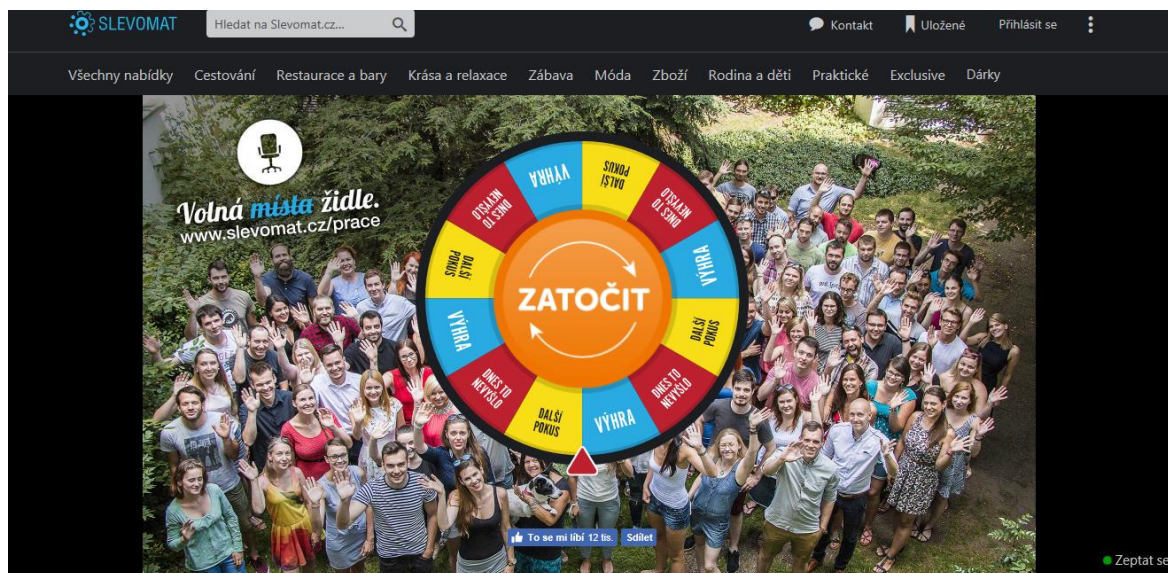 SLEVOMAT
Hledat na Slevomat.cz...
Kontakt
Uložené
Přihlásit se
Všechny nabídky Cestování Restaurace a bary Krása a relaxace Zábava Móda Zboží Rodina a děti Praktické Exclusive Dárky
Volná místa židle.
www.slevomat.cz/prace
VÝHRA
DALŠÍ
POKUS
DNES TO
NEVYŠLO
VÝHRA
DALŠÍ
POKUS
DNES TO
NEVYŠLO
VÝHRA
DALŠÍ
POKUS
DNES TO
NEVYŠLO
VÝHRA
DALŠÍ
POKUS
DNES TO
NEVYŠLO
ZATOČIT
To se mi líbí 12 tis. Sdílet
Zeptat se